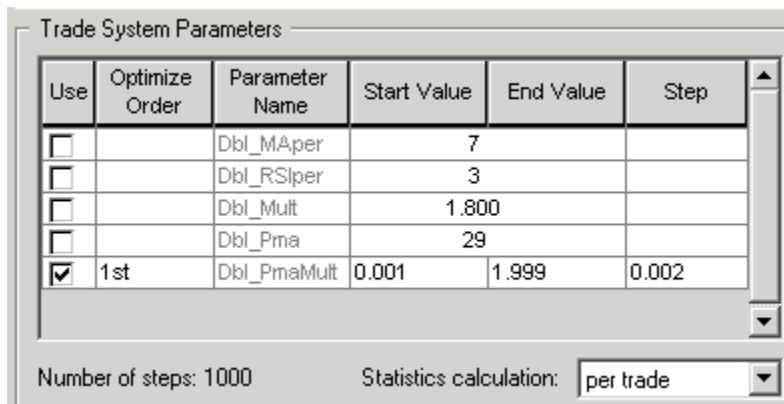 Trade System Parameters
Use Optimize Order Parameter Name Start Value End Value Step
Dbl_MAper 7
Dbl_RSIper 3
Dbl_Mult 1.800
Dbl_Pma 29
1st Dbl_PmaMult 0.001 1.999 0.002
Number of steps: 1000 Statistics calculation: per trade